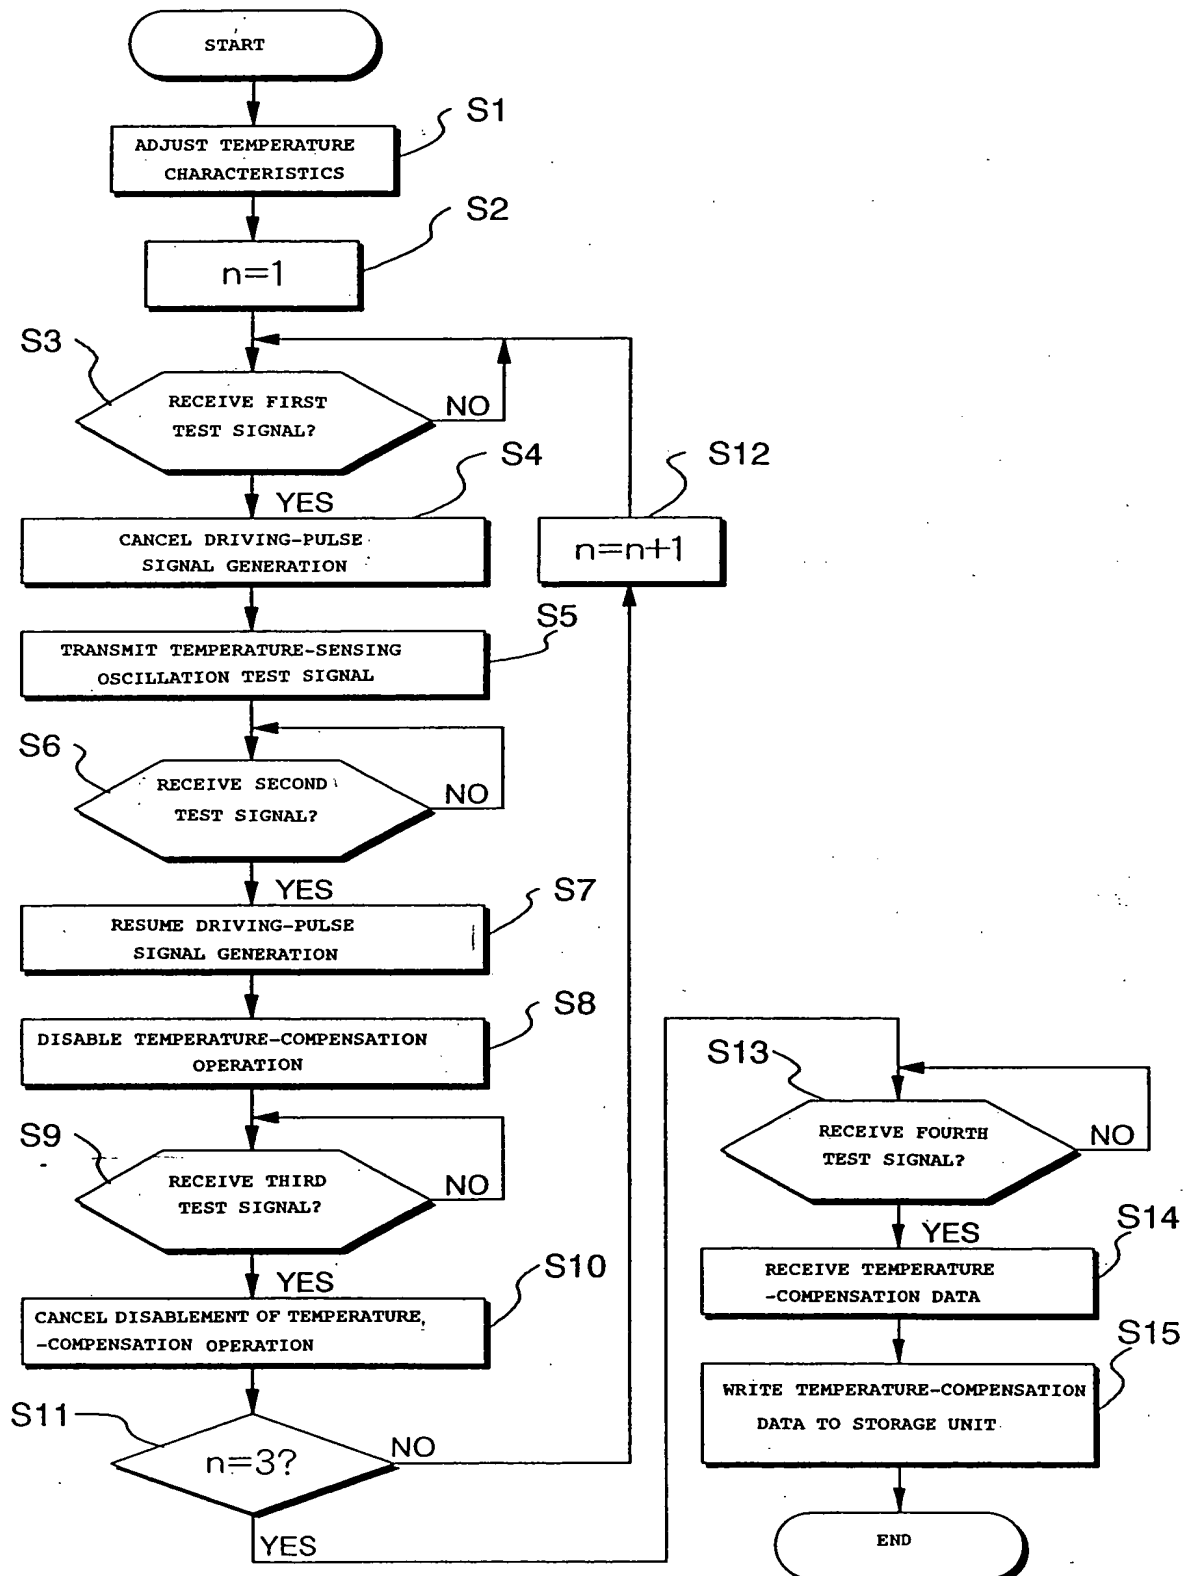 START
S1
ADJUST TEMPERATURE
CHARACTERISTICS
S2
n=1
S3
RECEIVE FIRST
TEST SIGNAL?
NO
YES
S4
CANCEL DRIVING-PULSE
SIGNAL GENERATION
S12
n=n+1
S5
TRANSMIT TEMPERATURE-SENSING
OSCILLATION TEST SIGNAL
S6
RECEIVE SECOND
TEST SIGNAL?
NO
YES
S7
RESUME DRIVING-PULSE
SIGNAL GENERATION
S8
DISABLE TEMPERATURE-COMPENSATION
OPERATION
S9
RECEIVE THIRD
TEST SIGNAL?
NO
YES
S10
CANCEL DISABLEMENT OF TEMPERATURE
-COMPENSATION OPERATION
S11
n=3?
NO
YES
S13
RECEIVE FOURTH
TEST SIGNAL?
NO
YES
S14
RECEIVE TEMPERATURE
-COMPENSATION DATA
S15
WRITE TEMPERATURE-COMPENSATION
DATA TO STORAGE UNIT
END